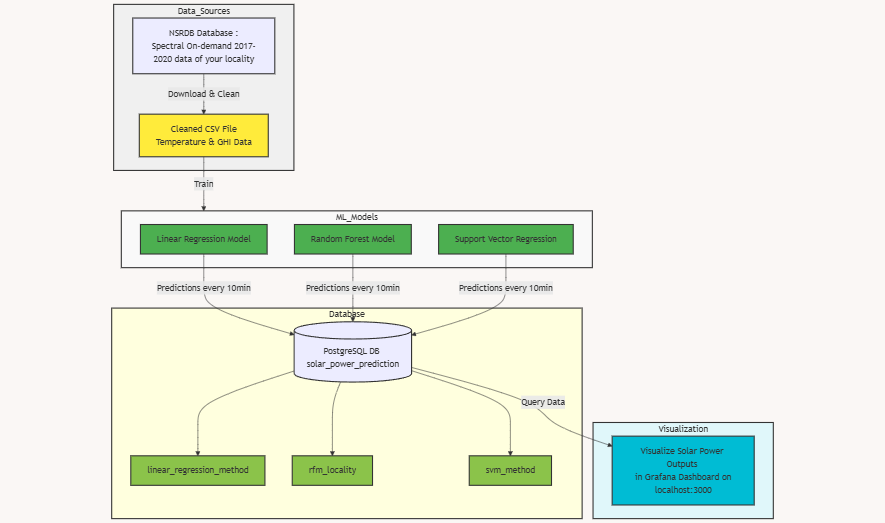 Data_Sources
NSRDB Database :
Spectral On-demand 2017-
2020 data of your locality
Download & Clean
Cleaned CSV File
Temperature & GHI Data
Train
ML_Models
Linear Regression Model
Random Forest Model
Support Vector Regression
Predictions every 10min
Predictions every 10min
Predictions every 10min
Database
PostgreSQL DB
solar_power_prediction
Query Data
linear_regression_method
rfm_locality
svm_method
Visualization
Visualize Solar Power
Outputs
in Grafana Dashboard on
localhost:3000